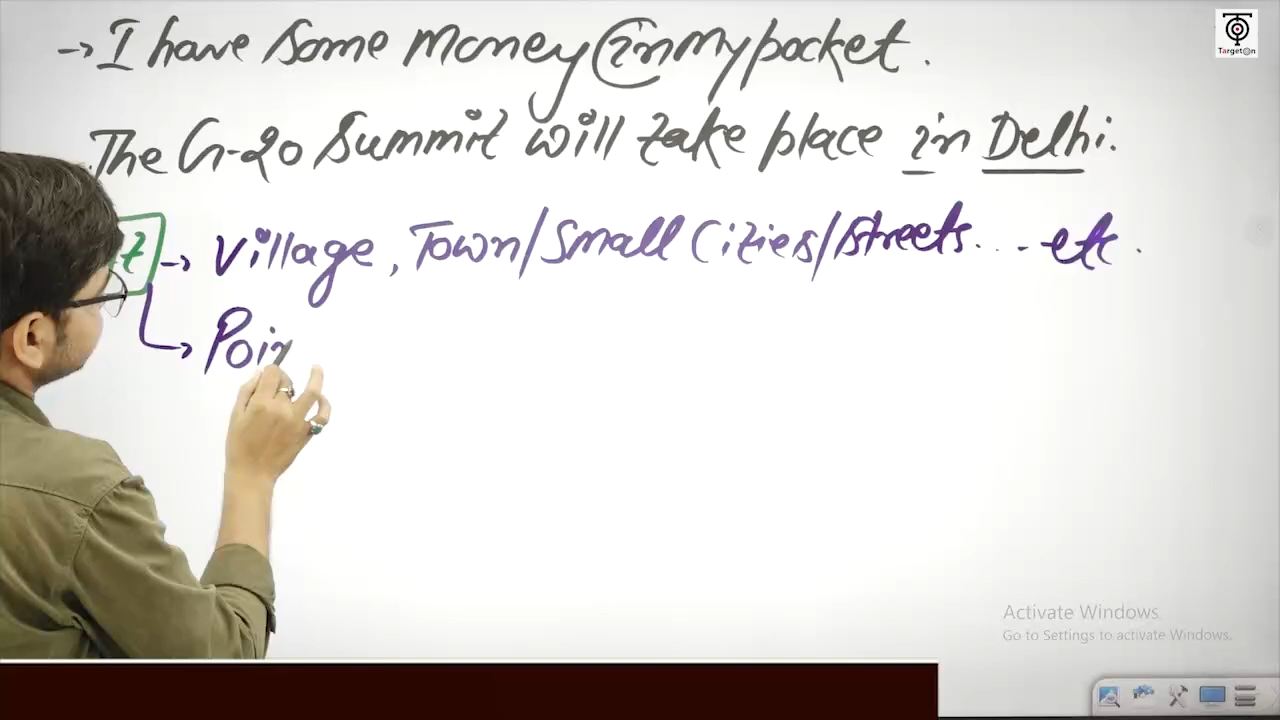 → I have some money in my pocket.
TargetOn
The G-20 Summit will take place in Delhi.
t → Village, Town/Small Cities/streets... etc.
→ Poin
Activate Windows
Go to Settings to activate Windows.